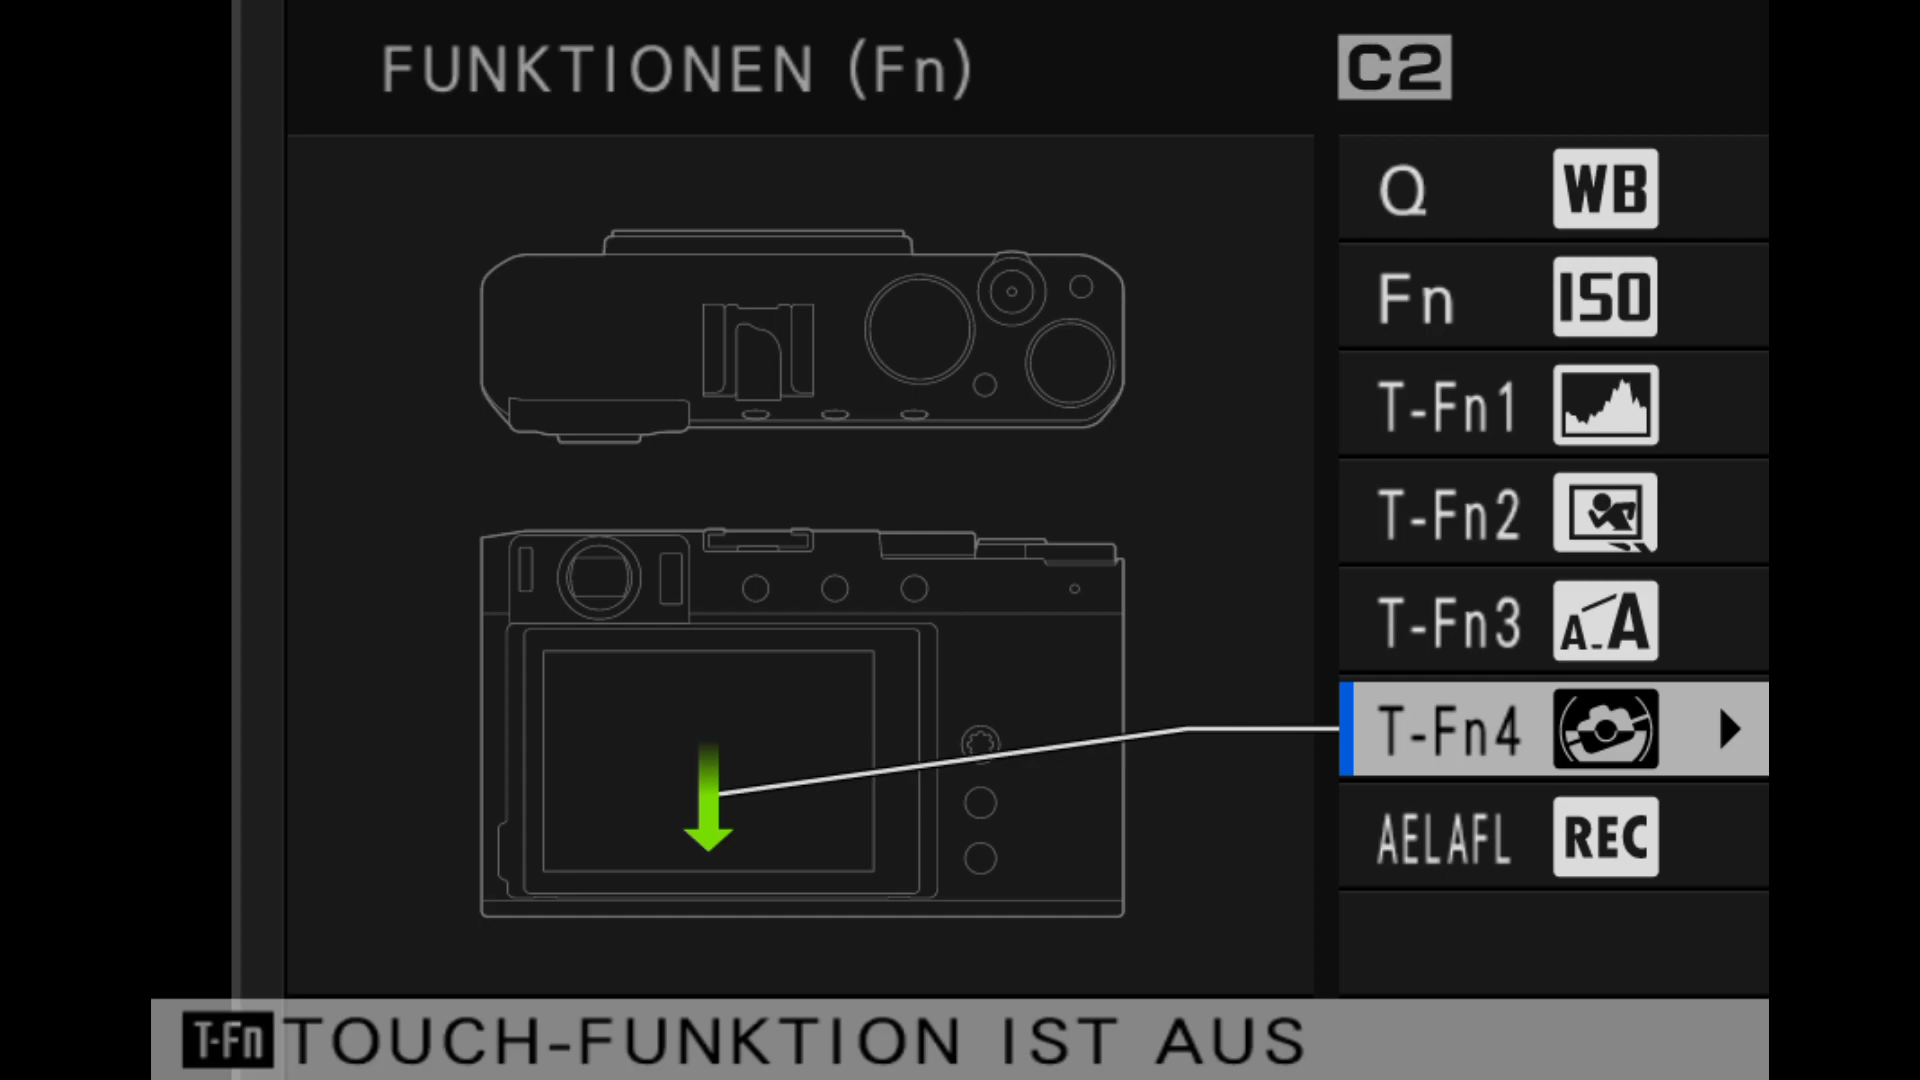 FUNKTIONEN (Fn) C2
Q WB
Fn ISO
T-Fn1
T-Fn2
T-Fn3 A-A
T-Fn4
AELAFL REC
T-Fn TOUCH-FUNKTION IST AUS